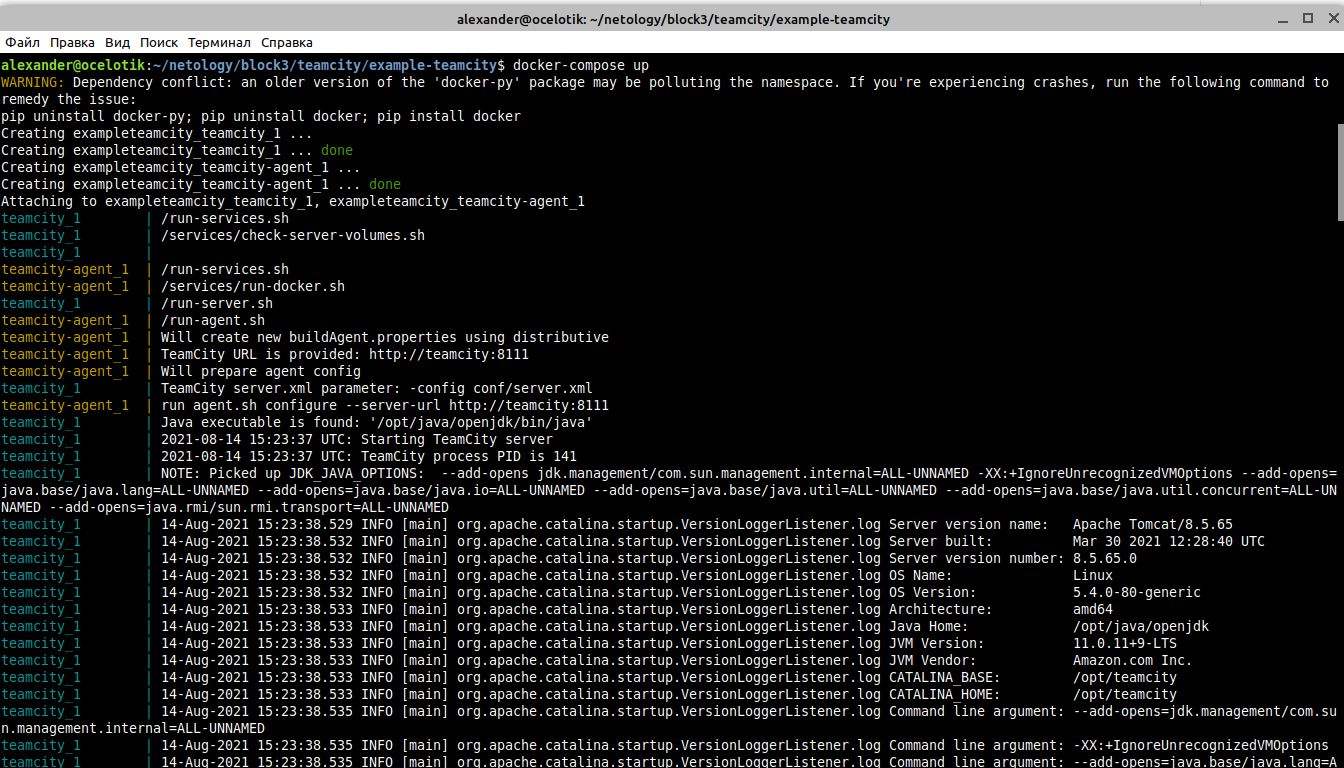 alexander@ocelotik: ~/netology/block3/teamcity/example-teamcity
Файл Правка Вид Поиск Терминал Справка
alexander@ocelotik:~/netology/block3/teamcity/example-teamcity$ docker-compose up
WARNING: Dependency conflict: an older version of the 'docker-py' package may be polluting the namespace. If you're experiencing crashes, run the following command to
remedy the issue:
pip uninstall docker-py; pip uninstall docker; pip install docker
Creating exampleteamcity_teamcity_1 ...
Creating exampleteamcity_teamcity_1 ... done
Creating exampleteamcity_teamcity-agent_1 ...
Creating exampleteamcity_teamcity-agent_1 ... done
Attaching to exampleteamcity_teamcity_1, exampleteamcity_teamcity-agent_1
teamcity_1        | /run-services.sh
teamcity_1        | /services/check-server-volumes.sh
teamcity_1        |
teamcity-agent_1  | /run-services.sh
teamcity-agent_1  | /services/run-docker.sh
teamcity_1        | /run-server.sh
teamcity-agent_1  | /run-agent.sh
teamcity-agent_1  | Will create new buildAgent.properties using distributive
teamcity-agent_1  | TeamCity URL is provided: http://teamcity:8111
teamcity-agent_1  | Will prepare agent config
teamcity_1        | TeamCity server.xml parameter: -config conf/server.xml
teamcity-agent_1  | run agent.sh configure --server-url http://teamcity:8111
teamcity_1        | Java executable is found: '/opt/java/openjdk/bin/java'
teamcity_1        | 2021-08-14 15:23:37 UTC: Starting TeamCity server
teamcity_1        | 2021-08-14 15:23:37 UTC: TeamCity process PID is 141
teamcity_1        | NOTE: Picked up JDK_JAVA_OPTIONS:  --add-opens jdk.management/com.sun.management.internal=ALL-UNNAMED -XX:+IgnoreUnrecognizedVMOptions --add-opens=
java.base/java.lang=ALL-UNNAMED --add-opens=java.base/java.io=ALL-UNNAMED --add-opens=java.base/java.util=ALL-UNNAMED --add-opens=java.base/java.util.concurrent=ALL-UN
NAMED --add-opens=java.rmi/sun.rmi.transport=ALL-UNNAMED
teamcity_1        | 14-Aug-2021 15:23:38.529 INFO [main] org.apache.catalina.startup.VersionLoggerListener.log Server version name:   Apache Tomcat/8.5.65
teamcity_1        | 14-Aug-2021 15:23:38.532 INFO [main] org.apache.catalina.startup.VersionLoggerListener.log Server built:          Mar 30 2021 12:28:40 UTC
teamcity_1        | 14-Aug-2021 15:23:38.532 INFO [main] org.apache.catalina.startup.VersionLoggerListener.log Server version number: 8.5.65.0
teamcity_1        | 14-Aug-2021 15:23:38.532 INFO [main] org.apache.catalina.startup.VersionLoggerListener.log OS Name:               Linux
teamcity_1        | 14-Aug-2021 15:23:38.532 INFO [main] org.apache.catalina.startup.VersionLoggerListener.log OS Version:            5.4.0-80-generic
teamcity_1        | 14-Aug-2021 15:23:38.533 INFO [main] org.apache.catalina.startup.VersionLoggerListener.log Architecture:          amd64
teamcity_1        | 14-Aug-2021 15:23:38.533 INFO [main] org.apache.catalina.startup.VersionLoggerListener.log Java Home:             /opt/java/openjdk
teamcity_1        | 14-Aug-2021 15:23:38.533 INFO [main] org.apache.catalina.startup.VersionLoggerListener.log JVM Version:           11.0.11+9-LTS
teamcity_1        | 14-Aug-2021 15:23:38.533 INFO [main] org.apache.catalina.startup.VersionLoggerListener.log JVM Vendor:            Amazon.com Inc.
teamcity_1        | 14-Aug-2021 15:23:38.533 INFO [main] org.apache.catalina.startup.VersionLoggerListener.log CATALINA_BASE:         /opt/teamcity
teamcity_1        | 14-Aug-2021 15:23:38.533 INFO [main] org.apache.catalina.startup.VersionLoggerListener.log CATALINA_HOME:         /opt/teamcity
teamcity_1        | 14-Aug-2021 15:23:38.535 INFO [main] org.apache.catalina.startup.VersionLoggerListener.log Command line argument: --add-opens=jdk.management/com.su
n.management.internal=ALL-UNNAMED
teamcity_1        | 14-Aug-2021 15:23:38.535 INFO [main] org.apache.catalina.startup.VersionLoggerListener.log Command line argument: -XX:+IgnoreUnrecognizedVMOptions
teamcity_1        | 14-Aug-2021 15:23:38.535 INFO [main] org.apache.catalina.startup.VersionLoggerListener.log Command line argument: --add-opens=java.base/java.lang=A